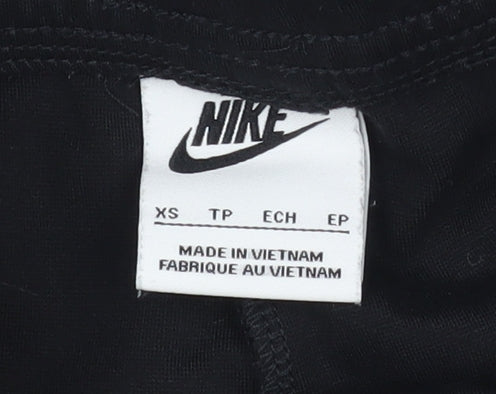 NIKE
XS TP ECH EP
MADE IN VIETNAM
FABRIQUE AU VIETNAM